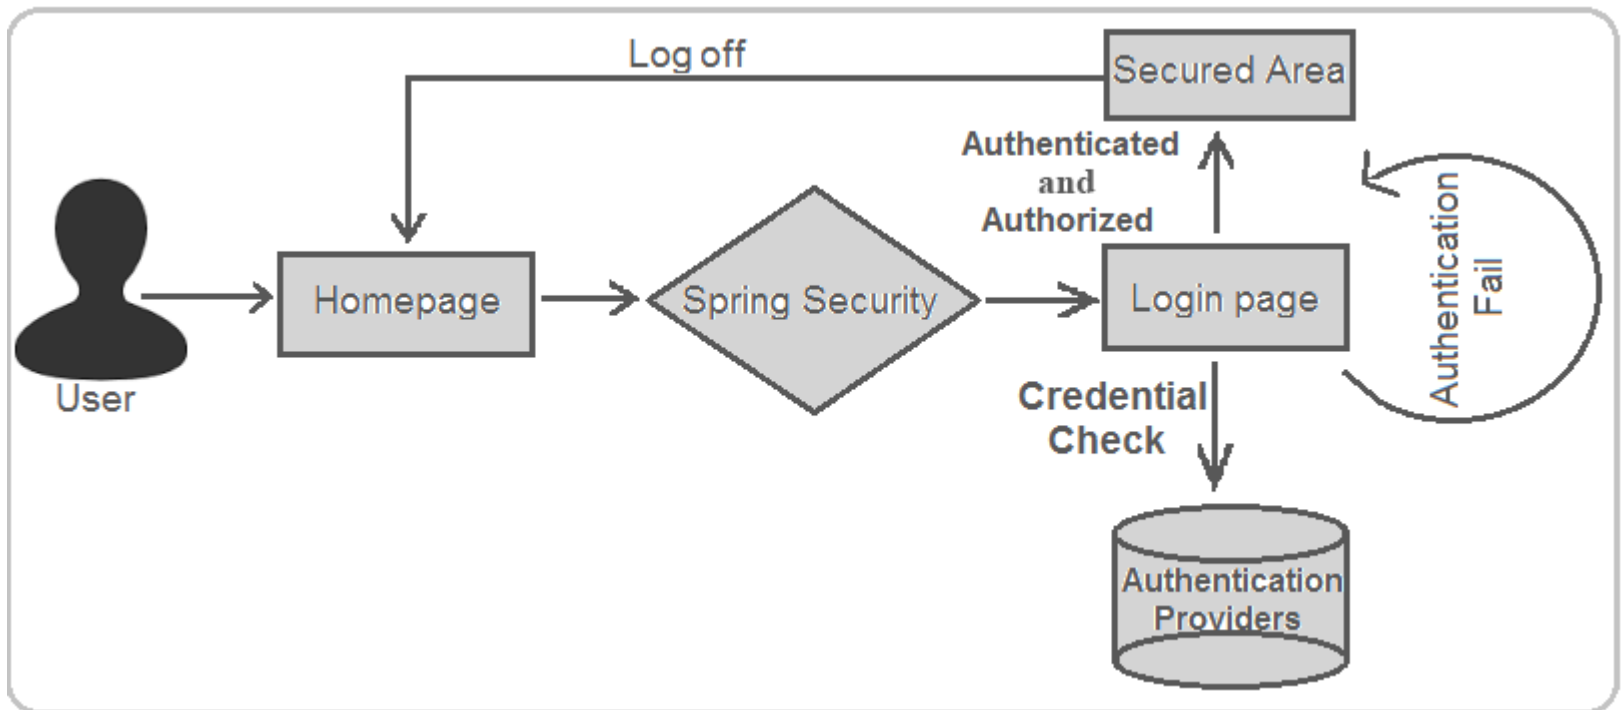 Log off
Secured Area
Authenticated
and
Authorized
Homepage
Spring Security
Login page
Authentication
Fail
User
Credential
Check
Authentication
Providers